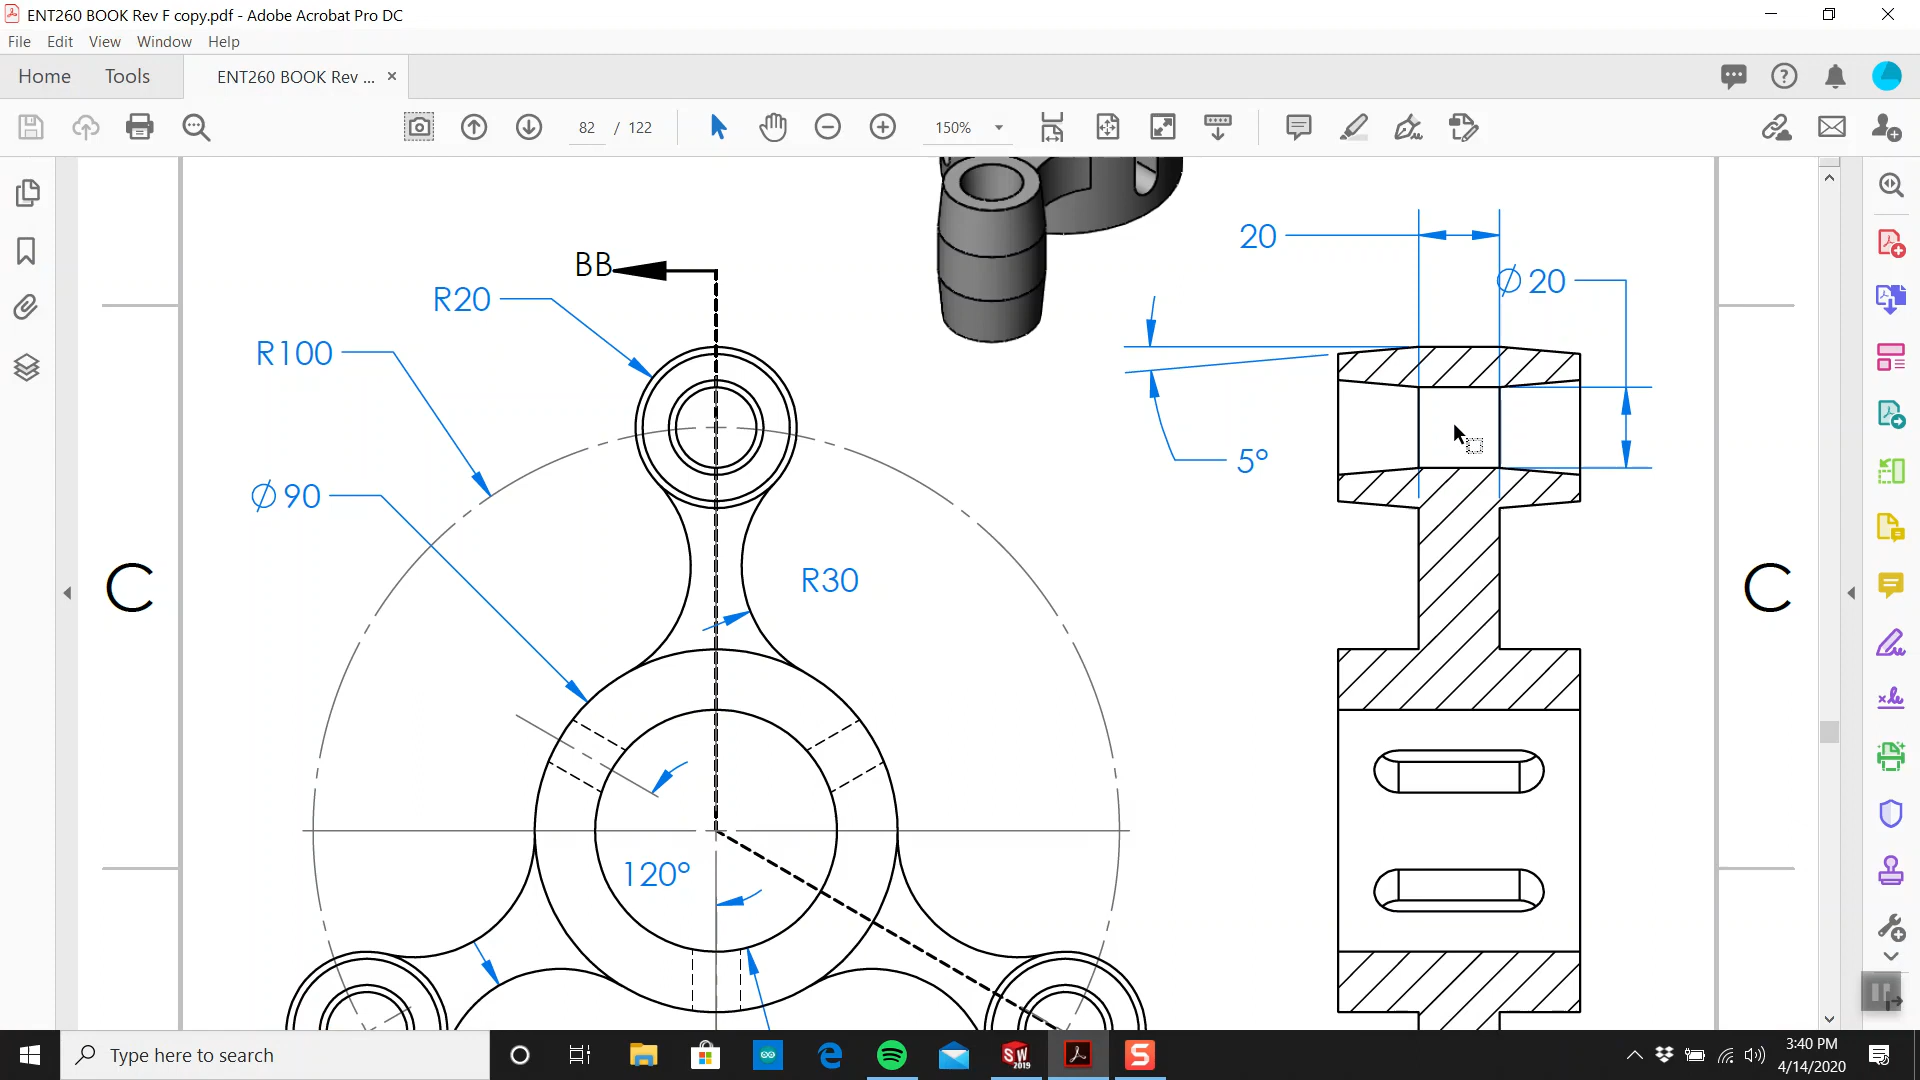 ENT260 BOOK Rev F copy.pdf - Adobe Acrobat Pro DC
File Edit View Window Help
Home Tools ENT260 BOOK Rev ... ×
82 / 122 150%
20
BB
Ø 20
R20
R100
5°
Ø 90
R30
C C
120°
Type here to search
SW 2019
S
3:40 PM
4/14/2020